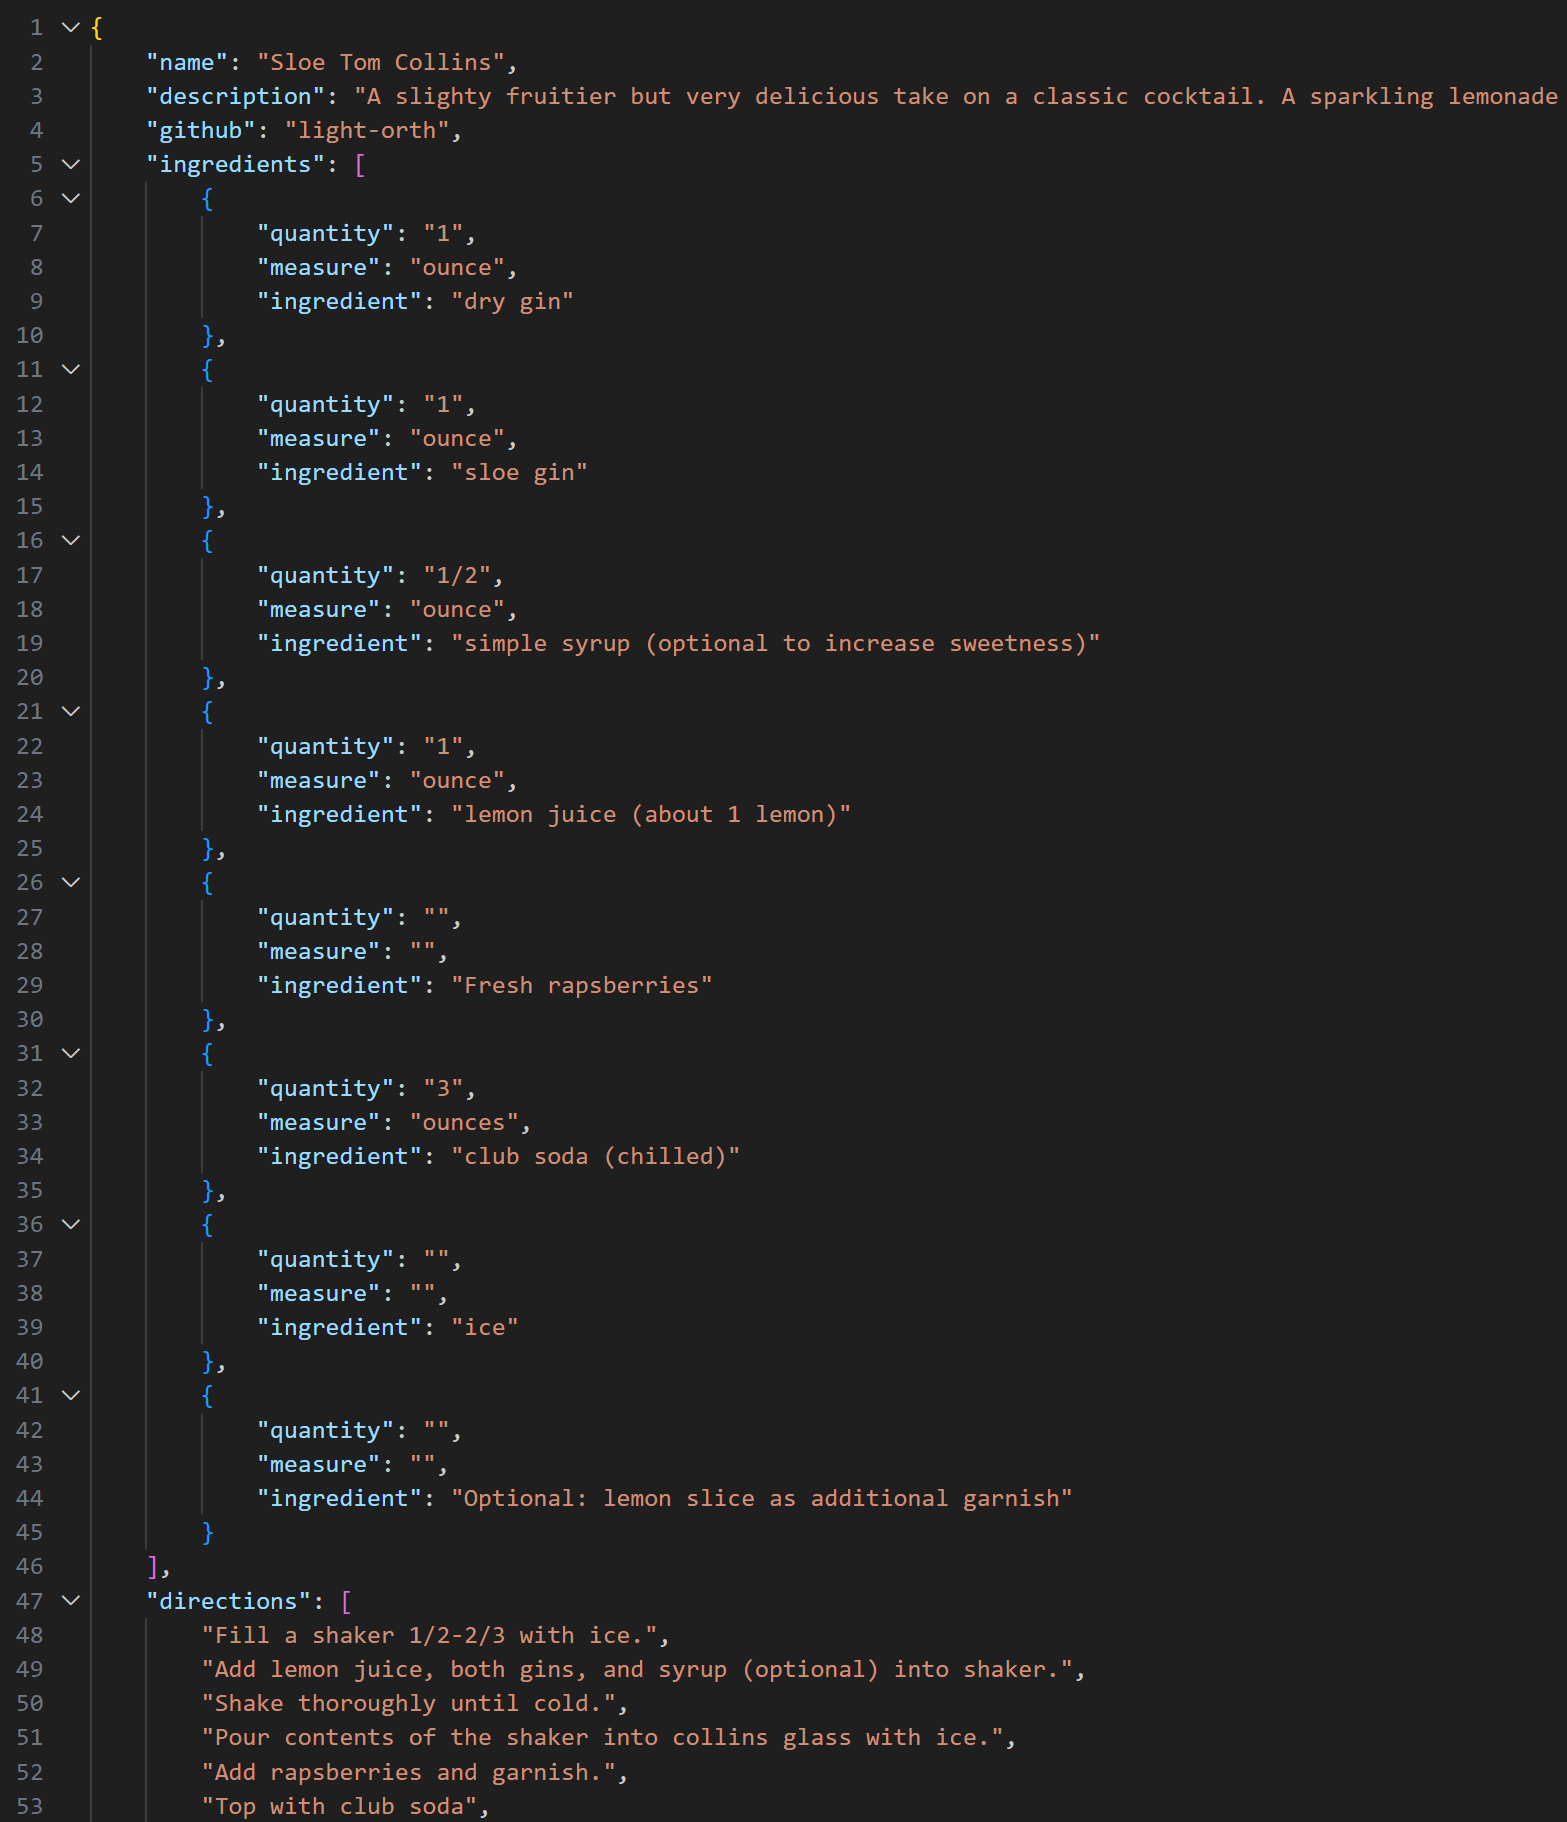 1 {
2 "name": "Sloe Tom Collins",
3 "description": "A slighty fruitier but very delicious take on a classic cocktail. A sparkling lemonade
4 "github": "light-orth",
5 "ingredients": [
6 {
7 "quantity": "1",
8 "measure": "ounce",
9 "ingredient": "dry gin"
10 },
11 {
12 "quantity": "1",
13 "measure": "ounce",
14 "ingredient": "sloe gin"
15 },
16 {
17 "quantity": "1/2",
18 "measure": "ounce",
19 "ingredient": "simple syrup (optional to increase sweetness)"
20 },
21 {
22 "quantity": "1",
23 "measure": "ounce",
24 "ingredient": "lemon juice (about 1 lemon)"
25 },
26 {
27 "quantity": "",
28 "measure": "",
29 "ingredient": "Fresh rapsberries"
30 },
31 {
32 "quantity": "3",
33 "measure": "ounces",
34 "ingredient": "club soda (chilled)"
35 },
36 {
37 "quantity": "",
38 "measure": "",
39 "ingredient": "ice"
40 },
41 {
42 "quantity": "",
43 "measure": "",
44 "ingredient": "Optional: lemon slice as additional garnish"
45 }
46 ],
47 "directions": [
48 "Fill a shaker 1/2-2/3 with ice.",
49 "Add lemon juice, both gins, and syrup (optional) into shaker.",
50 "Shake thoroughly until cold.",
51 "Pour contents of the shaker into collins glass with ice.",
52 "Add rapsberries and garnish.",
53 "Top with club soda",